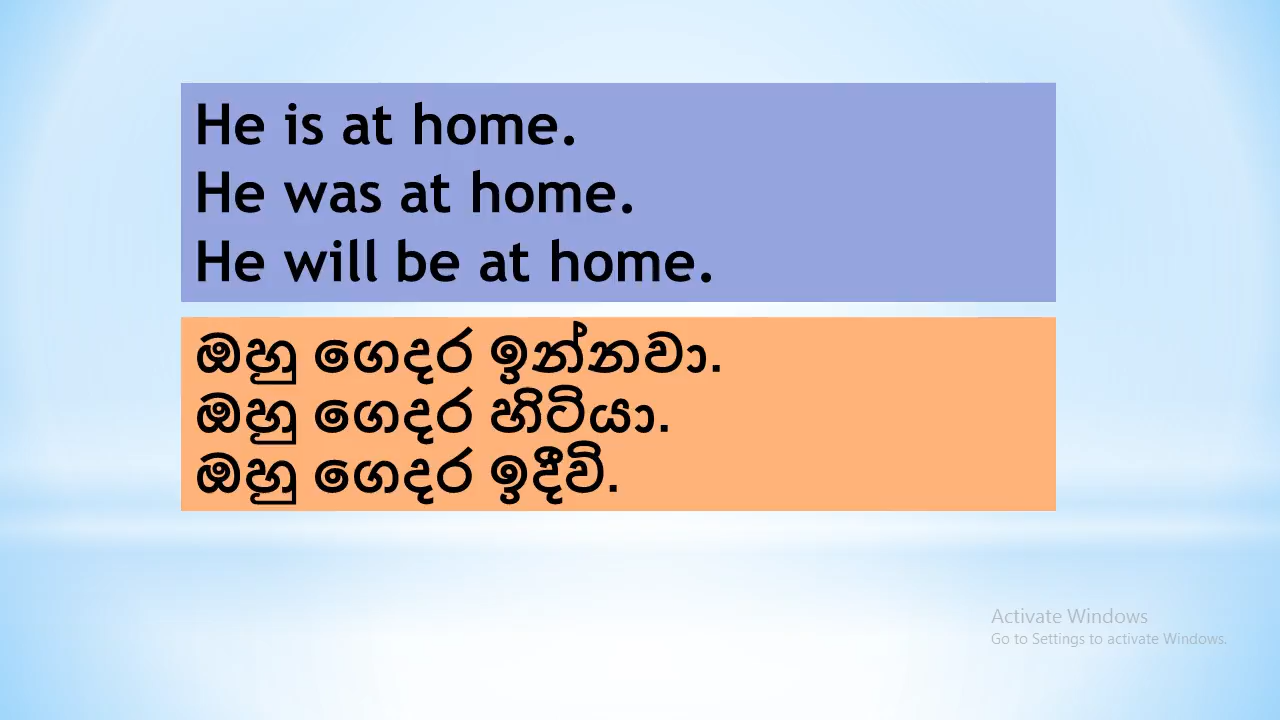 He is at home.
He was at home.
He will be at home.
ඔහු ගෙදර ඉන්නවා.
ඔහු ගෙදර හිටියා.
ඔහු ගෙදර ඉදීවි.
Activate Windows
Go to Settings to activate Windows.